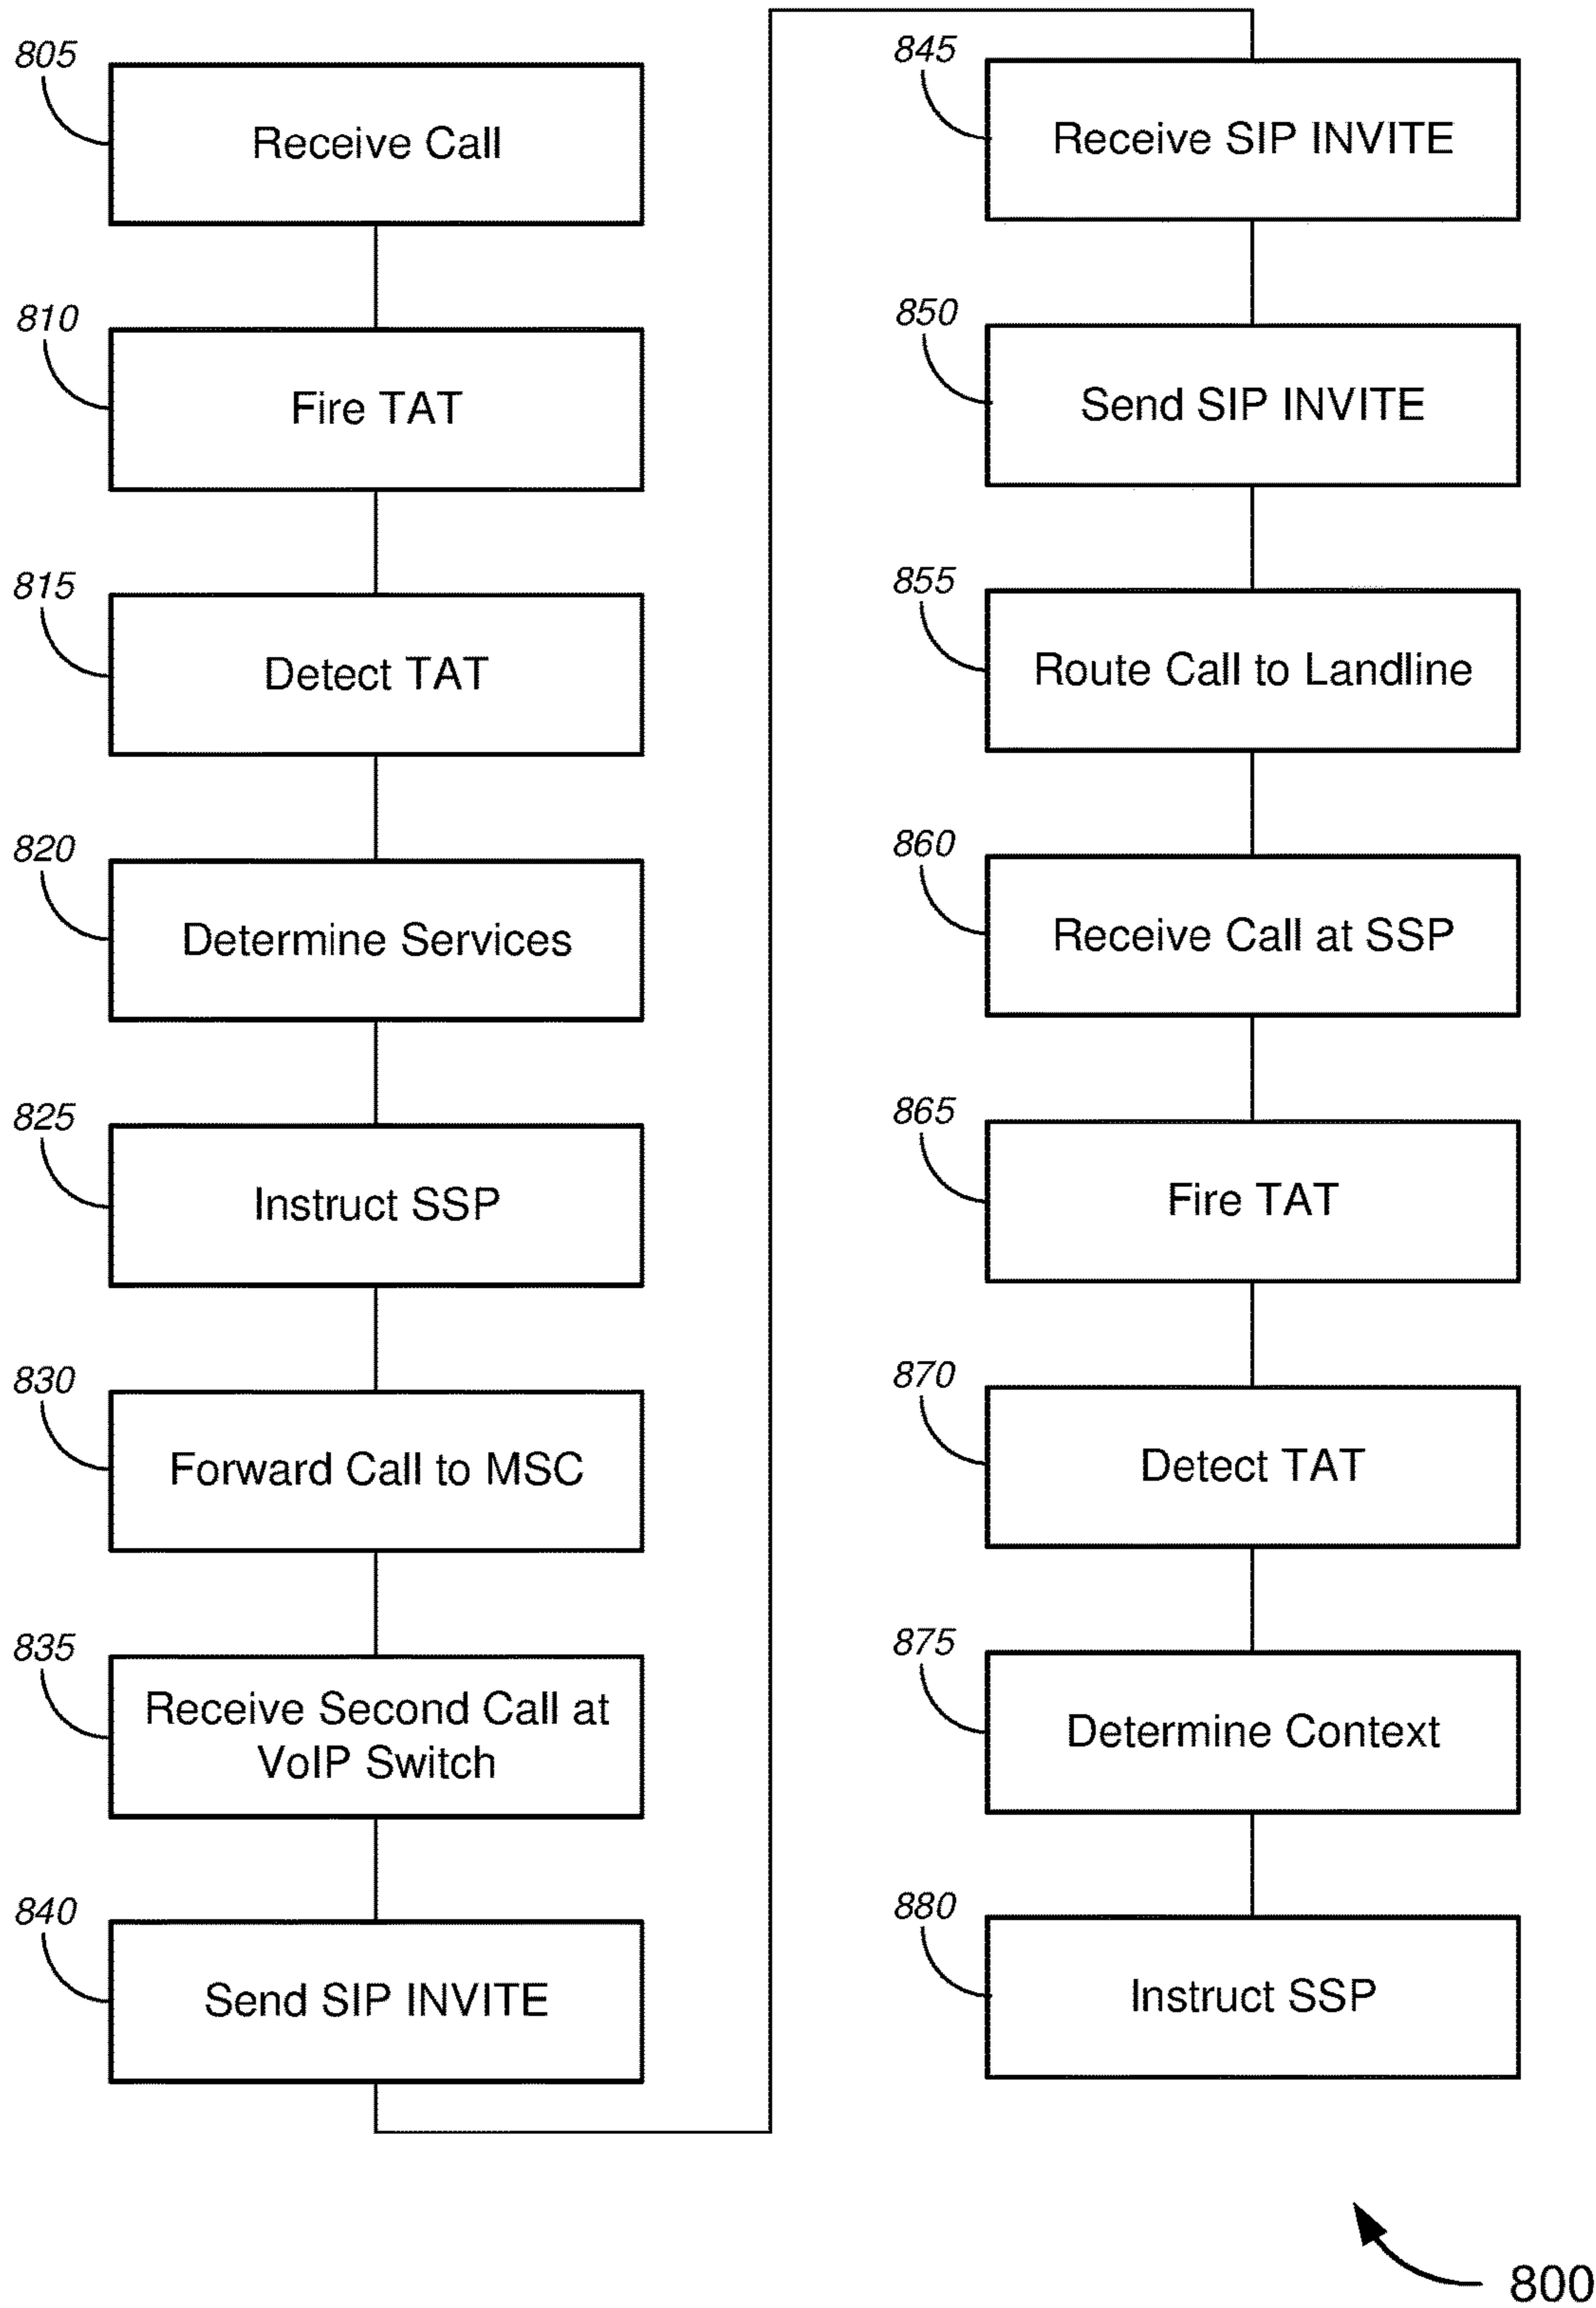 805
Receive Call
810
Fire TAT
815
Detect TAT
820
Determine Services
825
Instruct SSP
830
Forward Call to MSC
835
Receive Second Call at
VoIP Switch
840
Send SIP INVITE
845
Receive SIP INVITE
850
Send SIP INVITE
855
Route Call to Landline
860
Receive Call at SSP
865
Fire TAT
870
Detect TAT
875
Determine Context
880
Instruct SSP
800